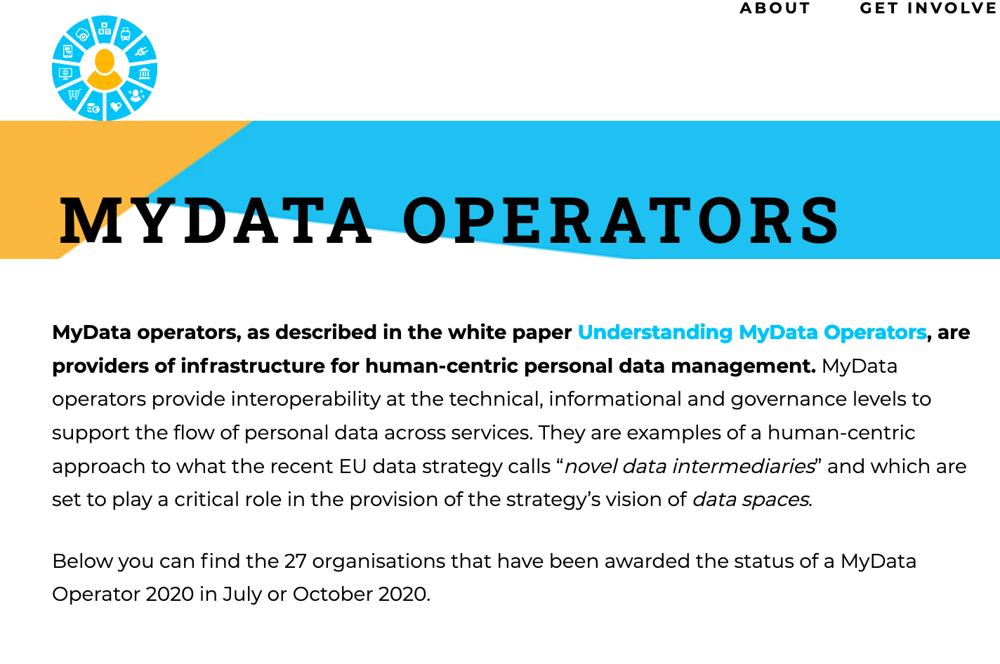 ABOUT GET INVOLVE
MYDATA OPERATORS
MyData operators, as described in the white paper Understanding MyData Operators, are
providers of infrastructure for human-centric personal data management. MyData
operators provide interoperability at the technical, informational and governance levels to
support the flow of personal data across services. They are examples of a human-centric
approach to what the recent EU data strategy calls “novel data intermediaries” and which are
set to play a critical role in the provision of the strategy’s vision of data spaces.
Below you can find the 27 organisations that have been awarded the status of a MyData
Operator 2020 in July or October 2020.